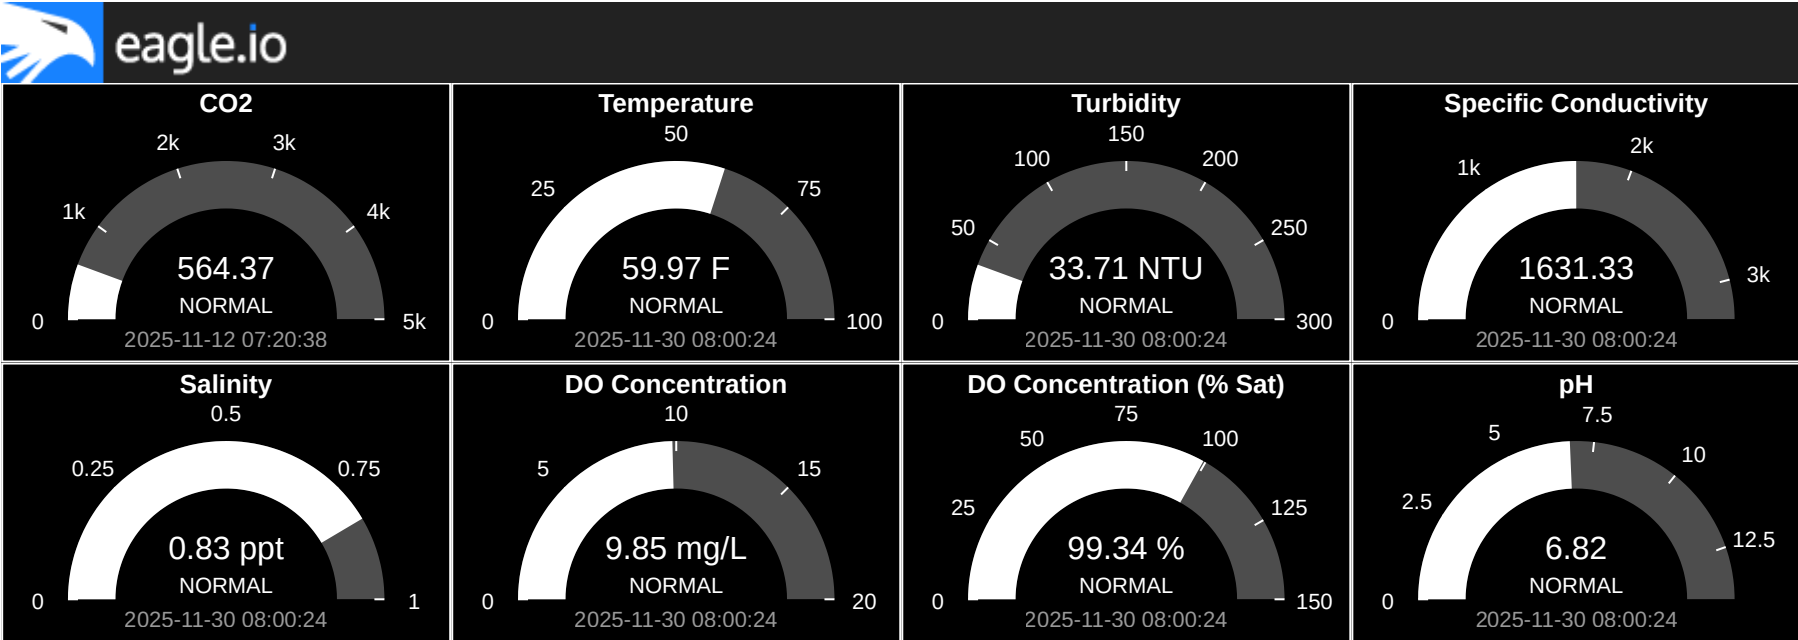 eagle.io
CO2
2k 3k
1k 4k
564.37
NORMAL
0 5k
2025-11-12 07:20:38
Temperature
50
25 75
59.97 F
NORMAL
0 100
2025-11-30 08:00:24
Turbidity
150
100 200
50 250
33.71 NTU
NORMAL
0 300
2025-11-30 08:00:24
Specific Conductivity
2k
1k
1631.33
3k
NORMAL
0
2025-11-30 08:00:24
Salinity
0.5
0.25 0.75
0.83 ppt
NORMAL
0 1
2025-11-30 08:00:24
DO Concentration
10
5 15
9.85 mg/L
NORMAL
0 20
2025-11-30 08:00:24
DO Concentration (% Sat)
75
50 100
25 125
99.34 %
NORMAL
0 150
2025-11-30 08:00:24
pH
7.5
5
10
2.5
12.5
6.82
NORMAL
0
2025-11-30 08:00:24